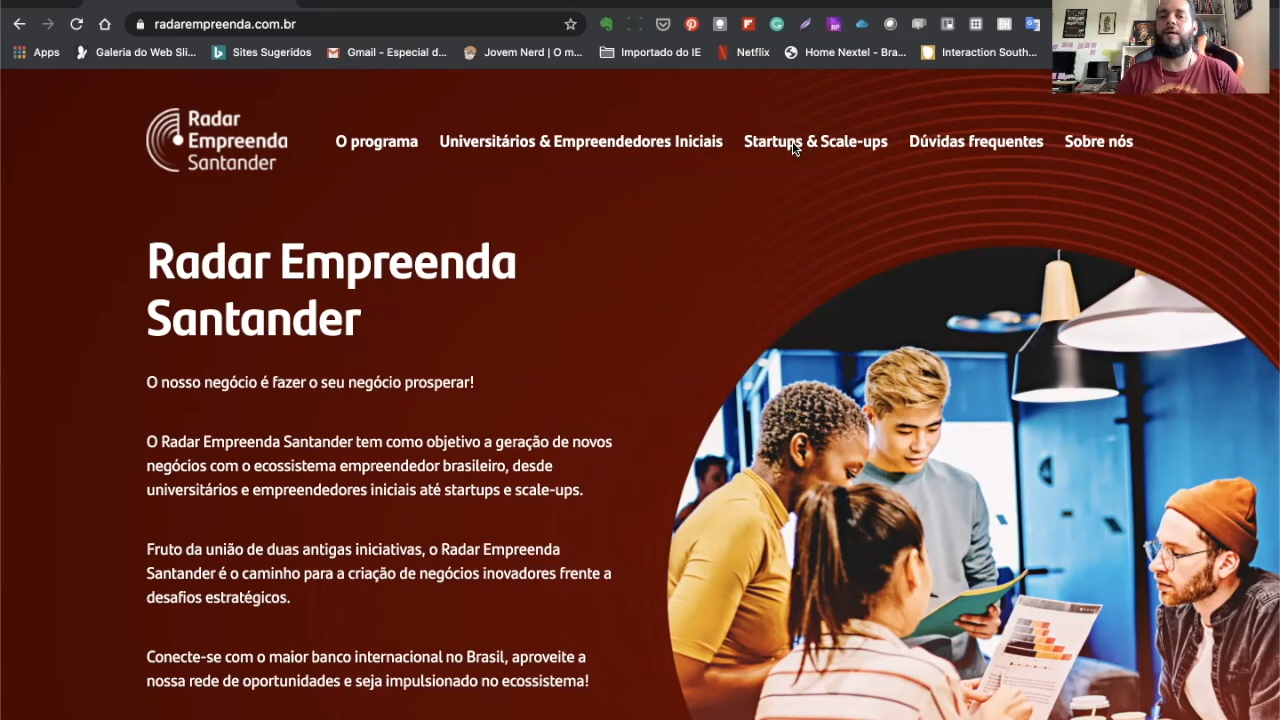 radarempreenda.com.br
Apps
Galeria do Web Sli...
Sites Sugeridos
Gmail - Especial d...
Jovem Nerd | O m...
Importado do IE
Netflix
Home Nextel - Bra...
Interaction South...
Radar
Empreenda
Santander
O programa
Universitários & Empreendedores Iniciais
Startups & Scale-ups
Dúvidas frequentes
Sobre nós
Radar Empreenda
Santander
O nosso negócio é fazer o seu negócio prosperar!
O Radar Empreenda Santander tem como objetivo a geração de novos
negócios com o ecossistema empreendedor brasileiro, desde
universitários e empreendedores iniciais até startups e scale-ups.
Fruto da união de duas antigas iniciativas, o Radar Empreenda
Santander é o caminho para a criação de negócios inovadores frente a
desafios estratégicos.
Conecte-se com o maior banco internacional no Brasil, aproveite a
nossa rede de oportunidades e seja impulsionado no ecossistema!